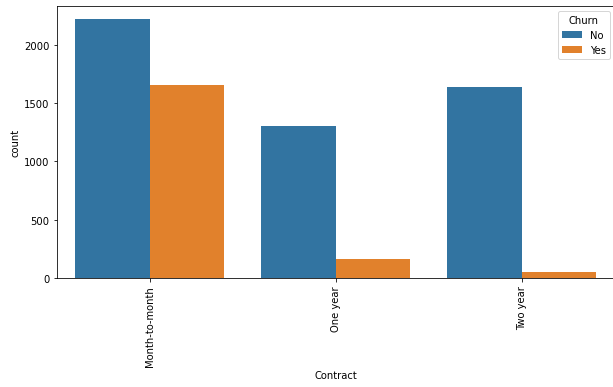 Churn
No
Yes
2000
1500
1000
500
0
count
Month-to-month
One year
Two year
Contract